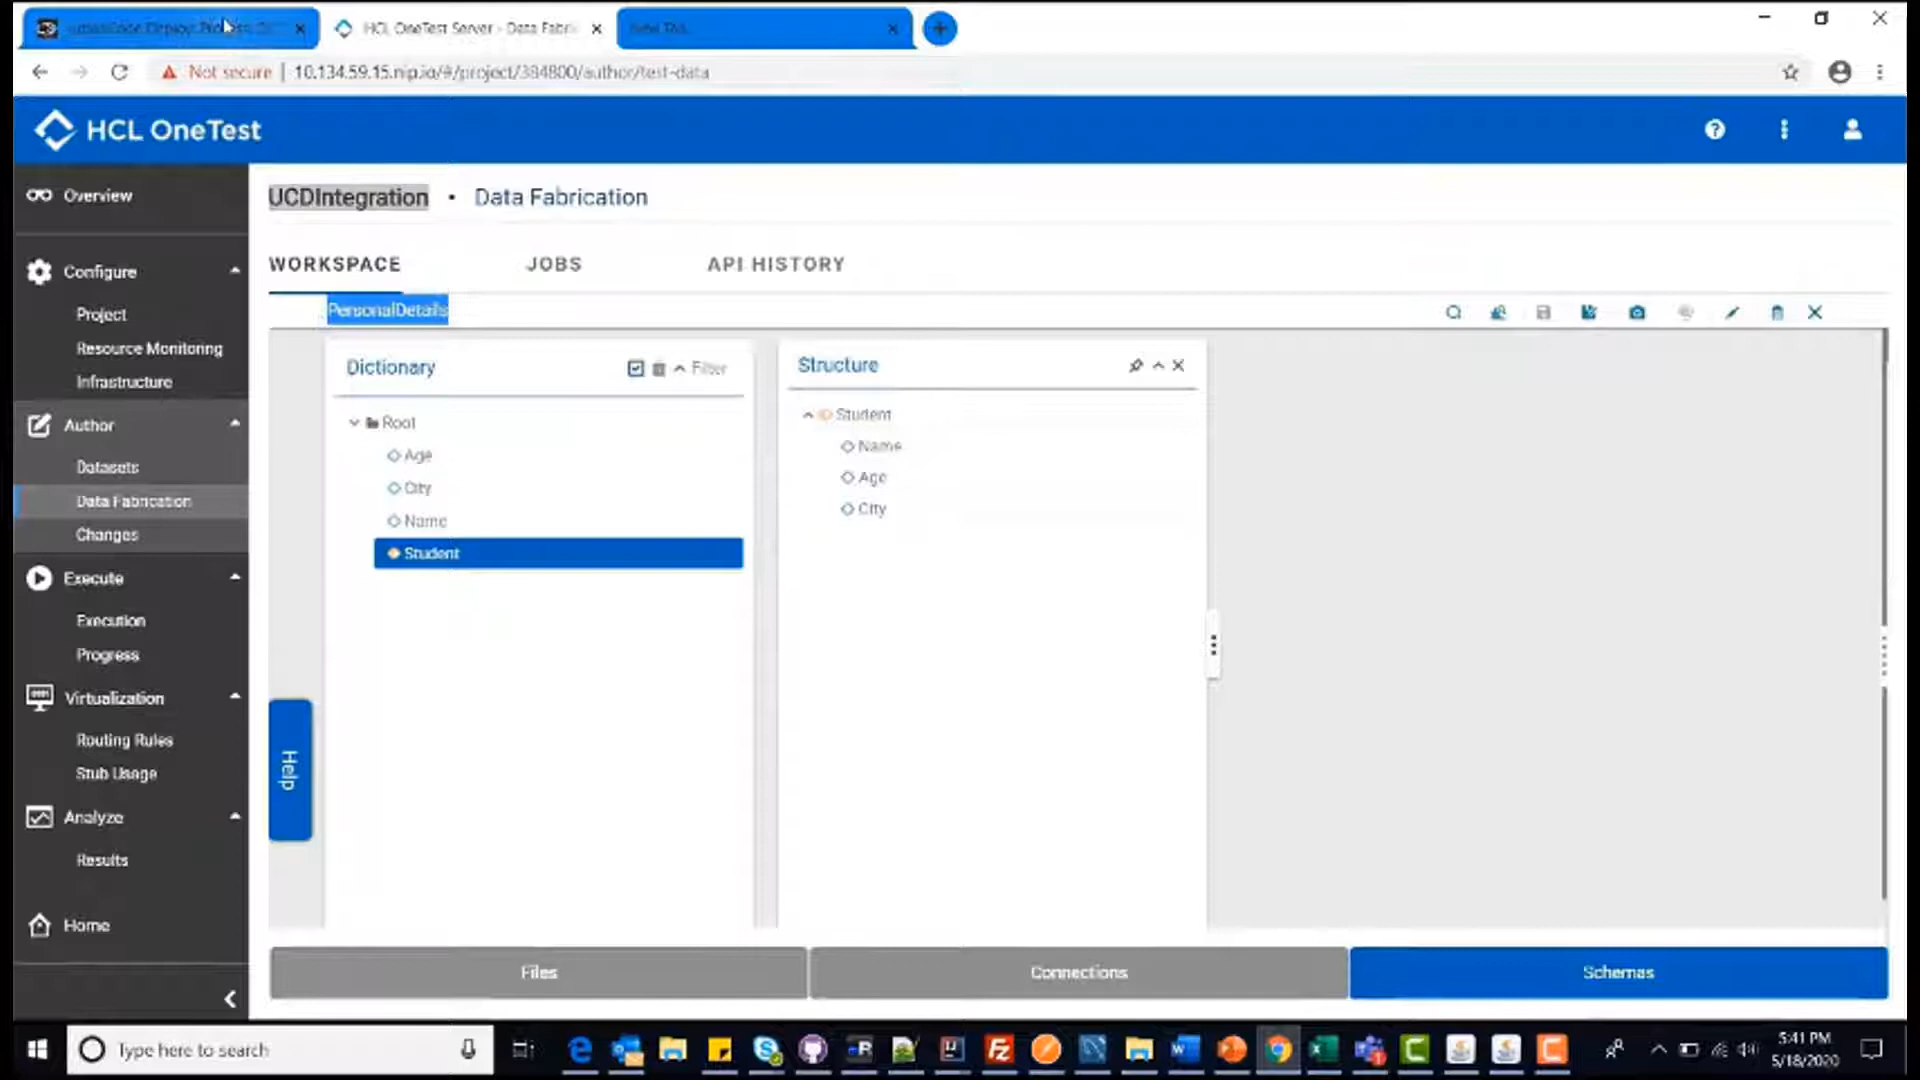 HCL OneTest Server - Data Fabri
New Tab
Not secure
10.134.59.15.nip.io/#/project/384800/author/test-data
HCL OneTest
Overview
Configure
Project
Resource Monitoring
Infrastructure
Author
Datasets
Data Fabrication
Changes
Execute
Execution
Progress
Virtualization
Routing Rules
Stub Usage
Analyze
Results
Home
UCDIntegration • Data Fabrication
WORKSPACE JOBS API HISTORY
PersonalDetails
Dictionary
Filter
Root
Age
City
Name
Student
Structure
Student
Name
Age
City
Help
Files
Connections
Schemas
Type here to search
5:41 PM
5/18/2020